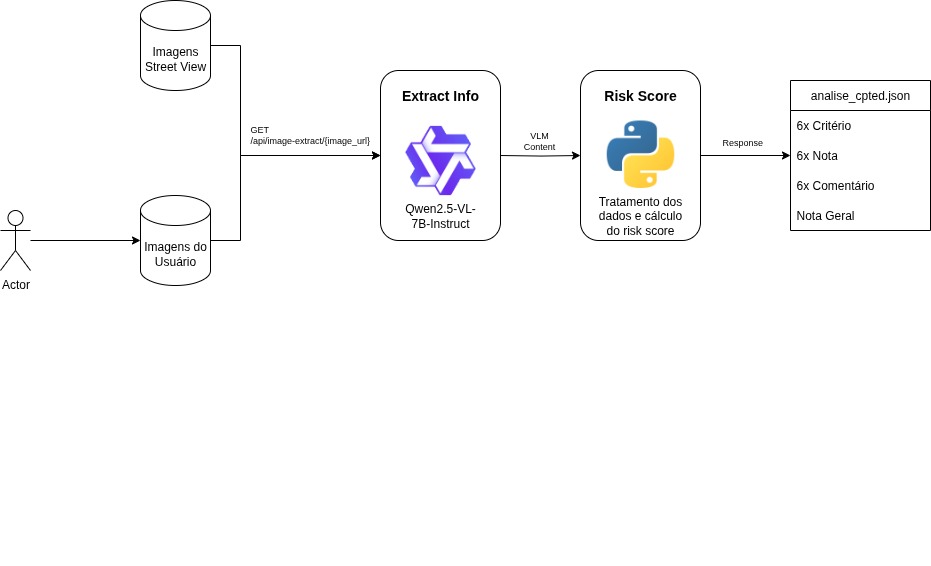 Imagens
Street View
GET
/api/image-extract/{image_url}
Imagens do
Usuário
Actor
Extract Info
Qwen2.5-VL-
7B-Instruct
VLM
Content
Risk Score
Tratamento dos
dados e cálculo
do risk score
Response
analise_cpted.json
6x Critério
6x Nota
6x Comentário
Nota Geral